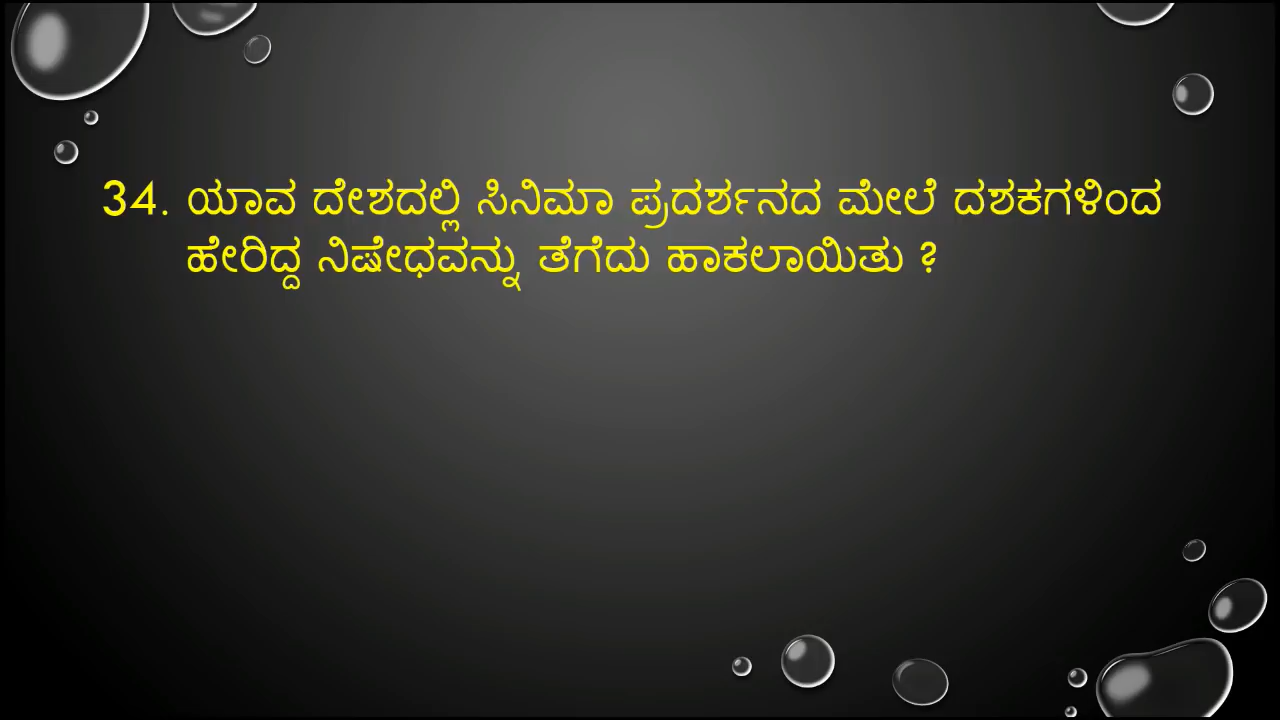 34. ಯಾವ ದೇಶದಲ್ಲಿ ಸಿನಿಮಾ ಪ್ರದರ್ಶನದ ಮೇಲೆ ದಶಕಗಳಿಂದ
ಹೇರಿದ್ದ ನಿಷೇಧವನ್ನು ತೆಗೆದು ಹಾಕಲಾಯಿತು ?